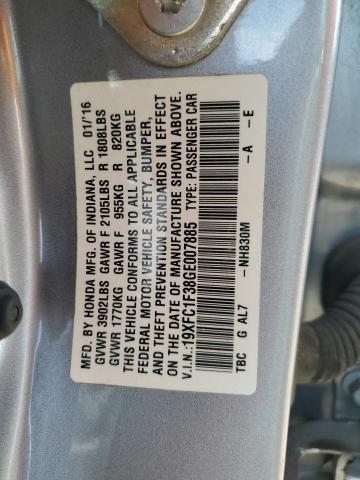 MFD. BY HONDA MFG. OF INDIANA, LLC 01/'16
GVWR 3902LBS GAWR F 2105LBS R 1808LBS
GVWR 1770KG GAWR F 955KG R 820KG
THIS VEHICLE CONFORMS TO ALL APPLICABLE
FEDERAL MOTOR VEHICLE SAFETY, BUMPER,
AND THEFT PREVENTION STANDARDS IN EFFECT
ON THE DATE OF MANUFACTURE SHOWN ABOVE.
V.I.N.:19XFC1F38GE007885 TYPE: PASSENGER CAR
TBC G AL7 -NH830M -A -E